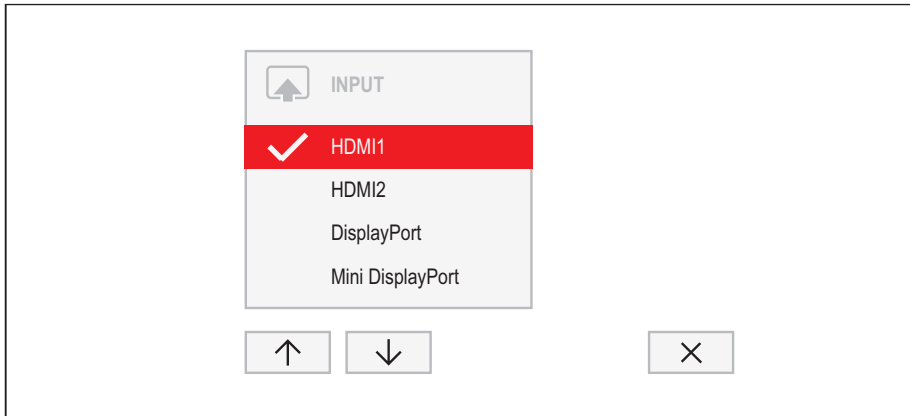 INPUT
HDMI1
HDMI2
DisplayPort
Mini DisplayPort